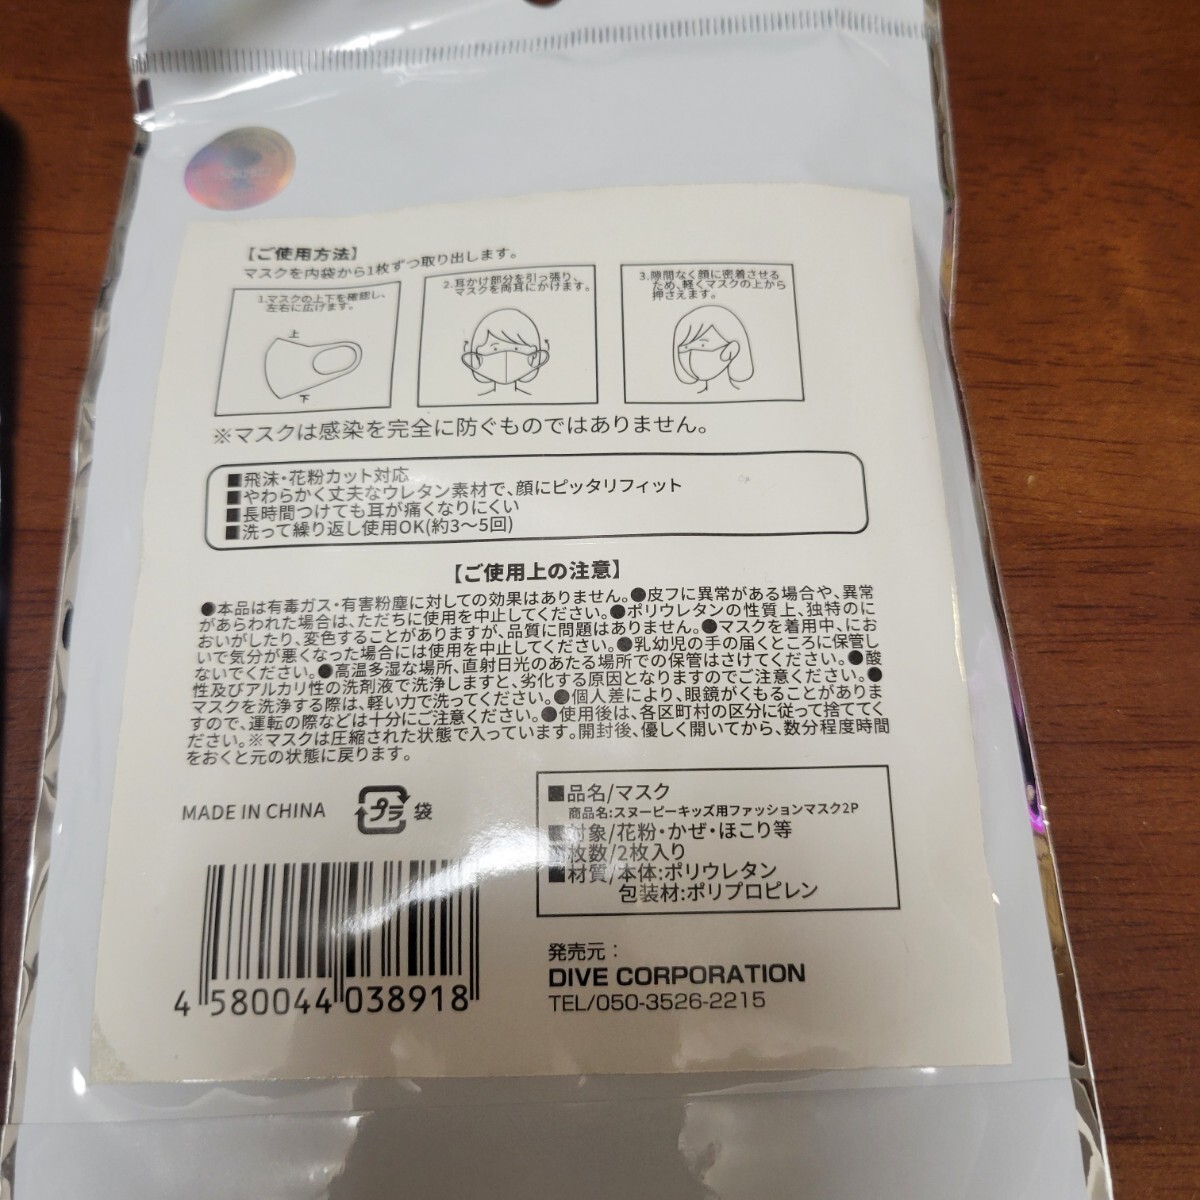 【ご使用方法】
マスクを内袋から1枚ずつ取り出します。
1.マスクの上下を確認し、
左右に広げます。
上
下
2.耳かけ部分を引っ張り、
マスクを両耳にかけます。
3.隙間なく顔に密着させる
ため、軽くマスクの上から
押さえます。
※マスクは感染を完全に防ぐものではありません。
■飛沫・花粉カット対応
■やわらかく丈夫なウレタン素材で、顔にピッタリフィット
■長時間つけても耳が痛くなりにくい
■洗って繰り返し使用OK(約3〜5回)
【ご使用上の注意】
●本品は有毒ガス・有害粉塵に対しての効果はありません。●皮フに異常がある場合や、異常
があらわれた場合は、ただちに使用を中止してください。●ポリウレタンの性質上、独特のに
おいがしたり、変色することがありますが、品質に問題はありません。●マスクを着用中、にお
いで気分が悪くなった場合には使用を中止してください。●乳幼児の手の届くところに保管し
ないでください。●高温多湿な場所、直射日光のあたる場所での保管はさけてください。●酸
性及びアルカリ性の洗剤液で洗浄しますと、劣化する原因となりますのでご注意ください。●
マスクを洗浄する際は、軽い力で洗ってください。●個人差により、眼鏡がくもることがありま
すので、運転の際などは十分にご注意ください。●使用後は、各区町村の区分に従って捨ててく
ださい。※マスクは圧縮された状態で入っています。開封後、優しく開いてから、数分程度時間
をおくと元の状態に戻ります。
MADE IN CHINA
プラ
袋
■品名/マスク
商品名:スヌーピーキッズ用ファッションマスク2P
■対象/花粉・かぜ・ほこり等
■枚数/2枚入り
■材質/本体:ポリウレタン
包装材:ポリプロピレン
4 580044 038918
発売元:
DIVE CORPORATION
TEL/050-3526-2215